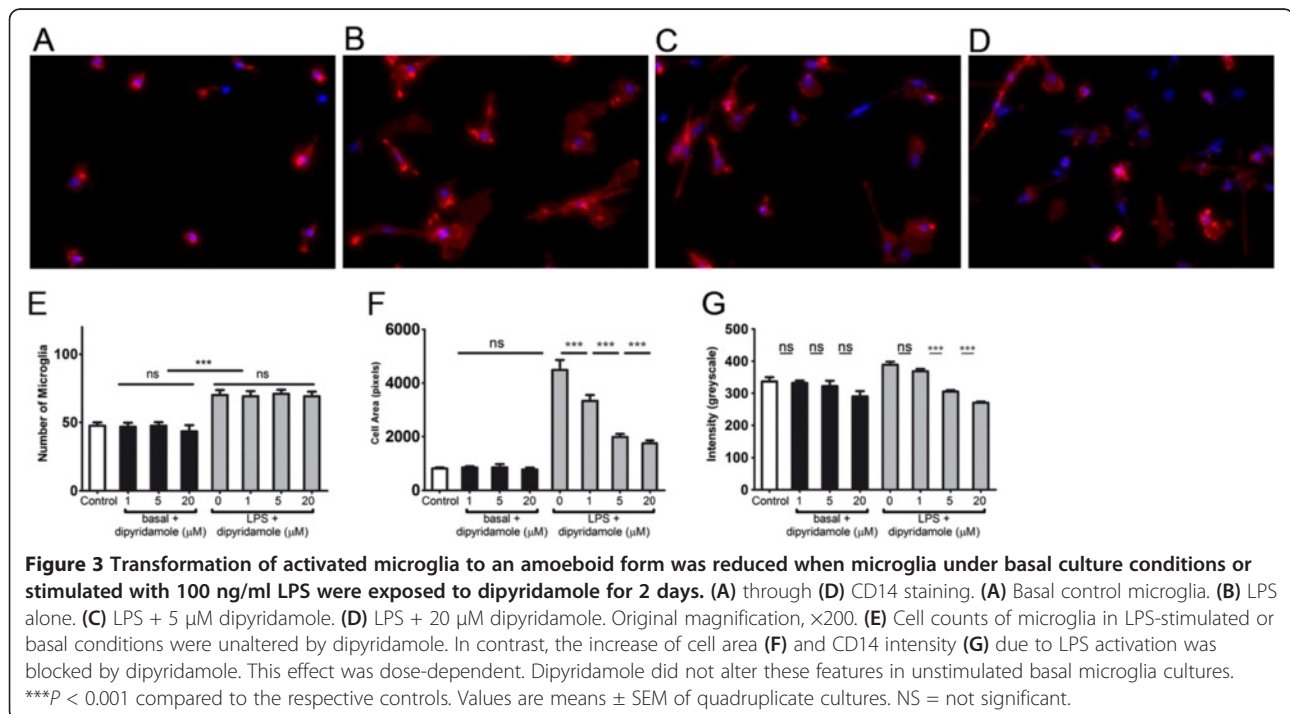 A
B
C
D
E
F
G
Number of Microglia
100
50
0
***
ns
ns
Control
1
5
20
0
1
5
20
basal +
dipyridamole (μM)
LPS +
dipyridamole (μM)
Cell Area (pixels)
6000
4000
2000
0
ns
***
***
***
Control
1
5
20
0
1
5
20
basal +
dipyridamole (μM)
LPS +
dipyridamole (μM)
Intensity (greyscale)
500
400
300
200
100
0
ns
ns
ns
ns
***
***
Control
1
5
20
0
1
5
20
basal +
dipyridamole (μM)
LPS +
dipyridamole (μM)
Figure 3 Transformation of activated microglia to an amoeboid form was reduced when microglia under basal culture conditions or
stimulated with 100 ng/ml LPS were exposed to dipyridamole for 2 days. (A) through (D) CD14 staining. (A) Basal control microglia. (B) LPS
alone. (C) LPS + 5 μM dipyridamole. (D) LPS + 20 μM dipyridamole. Original magnification, ×200. (E) Cell counts of microglia in LPS-stimulated or
basal conditions were unaltered by dipyridamole. In contrast, the increase of cell area (F) and CD14 intensity (G) due to LPS activation was
blocked by dipyridamole. This effect was dose-dependent. Dipyridamole did not alter these features in unstimulated basal microglia cultures.
***P < 0.001 compared to the respective controls. Values are means ± SEM of quadruplicate cultures. NS = not significant.